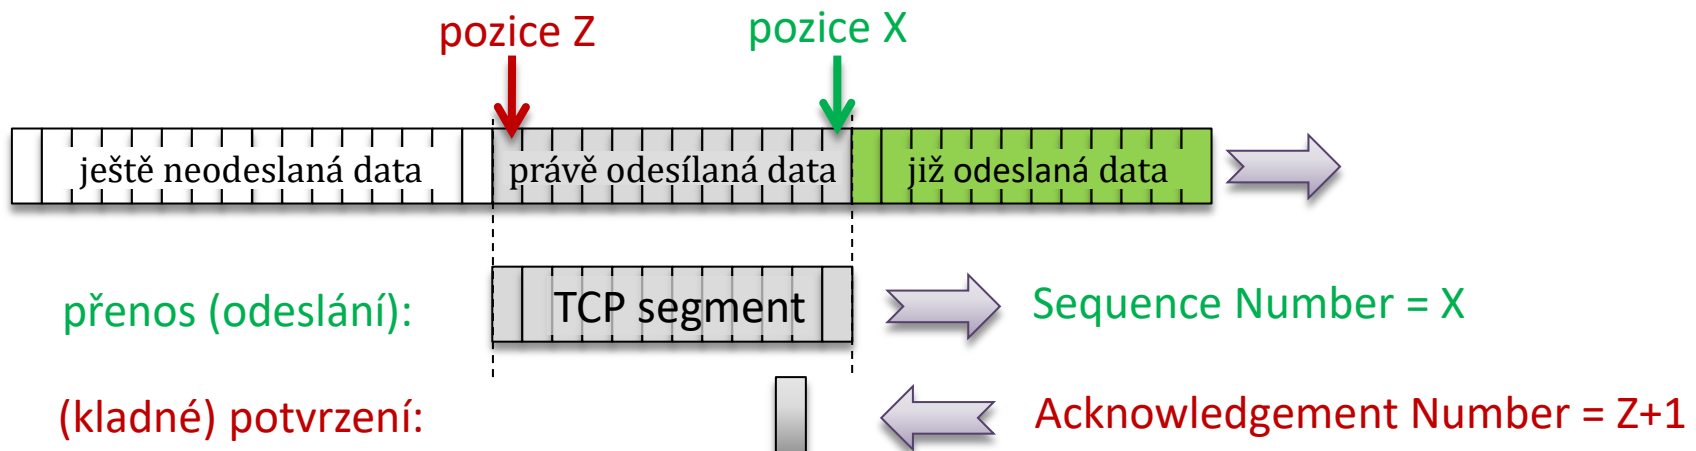 pozice Z
pozice X
ještě neodeslaná data
právě odesílaná data
již odeslaná data
přenos (odeslání):
TCP segment
Sequence Number = X
(kladné) potvrzení:
Acknowledgement Number = Z+1